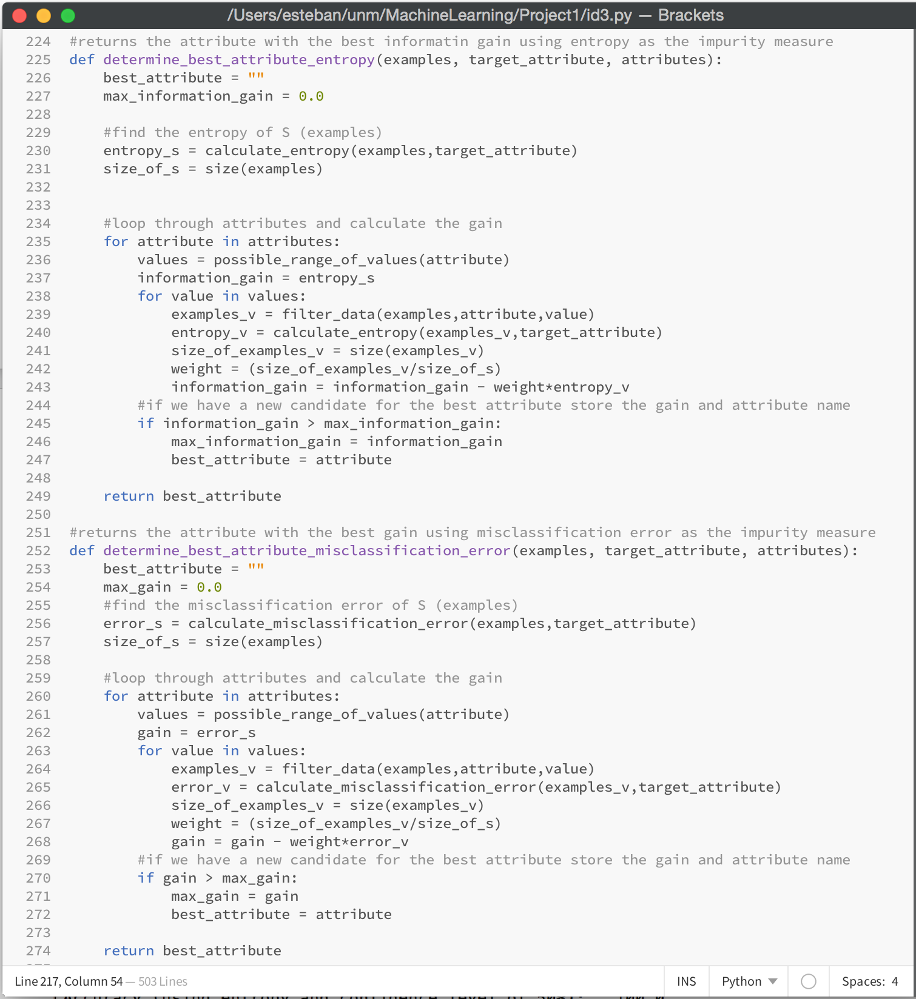 /Users/esteban/unm/MachineLearning/Project1/id3.py — Brackets
224 #returns the attribute with the best informatin gain using entropy as the impurity measure
225 def determine_best_attribute_entropy(examples, target_attribute, attributes):
226     best_attribute = ""
227     max_information_gain = 0.0
228
229     #find the entropy of S (examples)
230     entropy_s = calculate_entropy(examples,target_attribute)
231     size_of_s = size(examples)
232
233
234     #loop through attributes and calculate the gain
235     for attribute in attributes:
236         values = possible_range_of_values(attribute)
237         information_gain = entropy_s
238         for value in values:
239             examples_v = filter_data(examples,attribute,value)
240             entropy_v = calculate_entropy(examples_v,target_attribute)
241             size_of_examples_v = size(examples_v)
242             weight = (size_of_examples_v/size_of_s)
243             information_gain = information_gain - weight*entropy_v
244         #if we have a new candidate for the best attribute store the gain and attribute name
245         if information_gain > max_information_gain:
246             max_information_gain = information_gain
247             best_attribute = attribute
248
249     return best_attribute
250
251 #returns the attribute with the best gain using misclassification error as the impurity measure
252 def determine_best_attribute_misclassification_error(examples, target_attribute, attributes):
253     best_attribute = ""
254     max_gain = 0.0
255     #find the misclassification error of S (examples)
256     error_s = calculate_misclassification_error(examples,target_attribute)
257     size_of_s = size(examples)
258
259     #loop through attributes and calculate the gain
260     for attribute in attributes:
261         values = possible_range_of_values(attribute)
262         gain = error_s
263         for value in values:
264             examples_v = filter_data(examples,attribute,value)
265             error_v = calculate_misclassification_error(examples_v,target_attribute)
266             size_of_examples_v = size(examples_v)
267             weight = (size_of_examples_v/size_of_s)
268             gain = gain - weight*error_v
269         #if we have a new candidate for the best attribute store the gain and attribute name
270         if gain > max_gain:
271             max_gain = gain
272             best_attribute = attribute
273
274     return best_attribute
Line 217, Column 54 — 503 Lines INS Python Spaces: 4